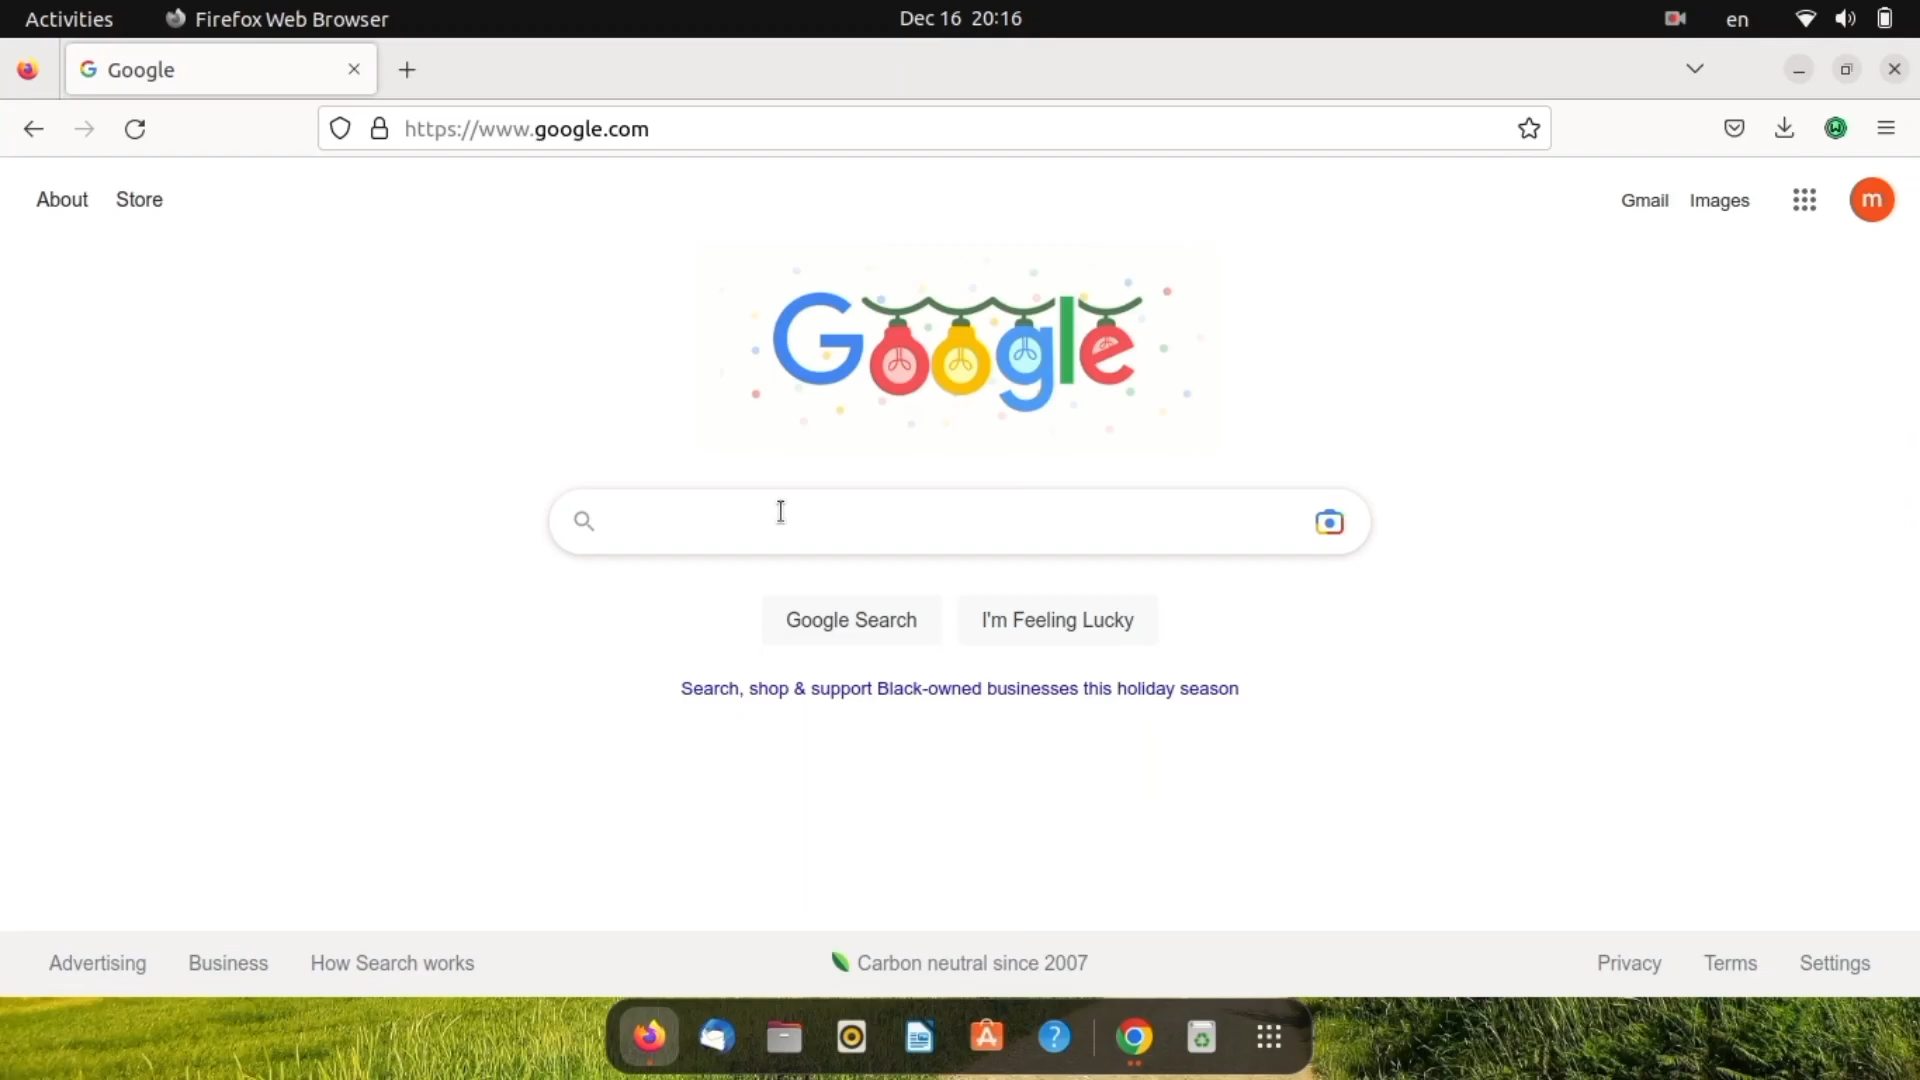 Activities Firefox Web Browser Dec 16 20:16 en
Google
https://www.google.com
About Store Gmail Images m
Google
Google Search I'm Feeling Lucky
Search, shop & support Black-owned businesses this holiday season
Advertising Business How Search works Carbon neutral since 2007 Privacy Terms Settings